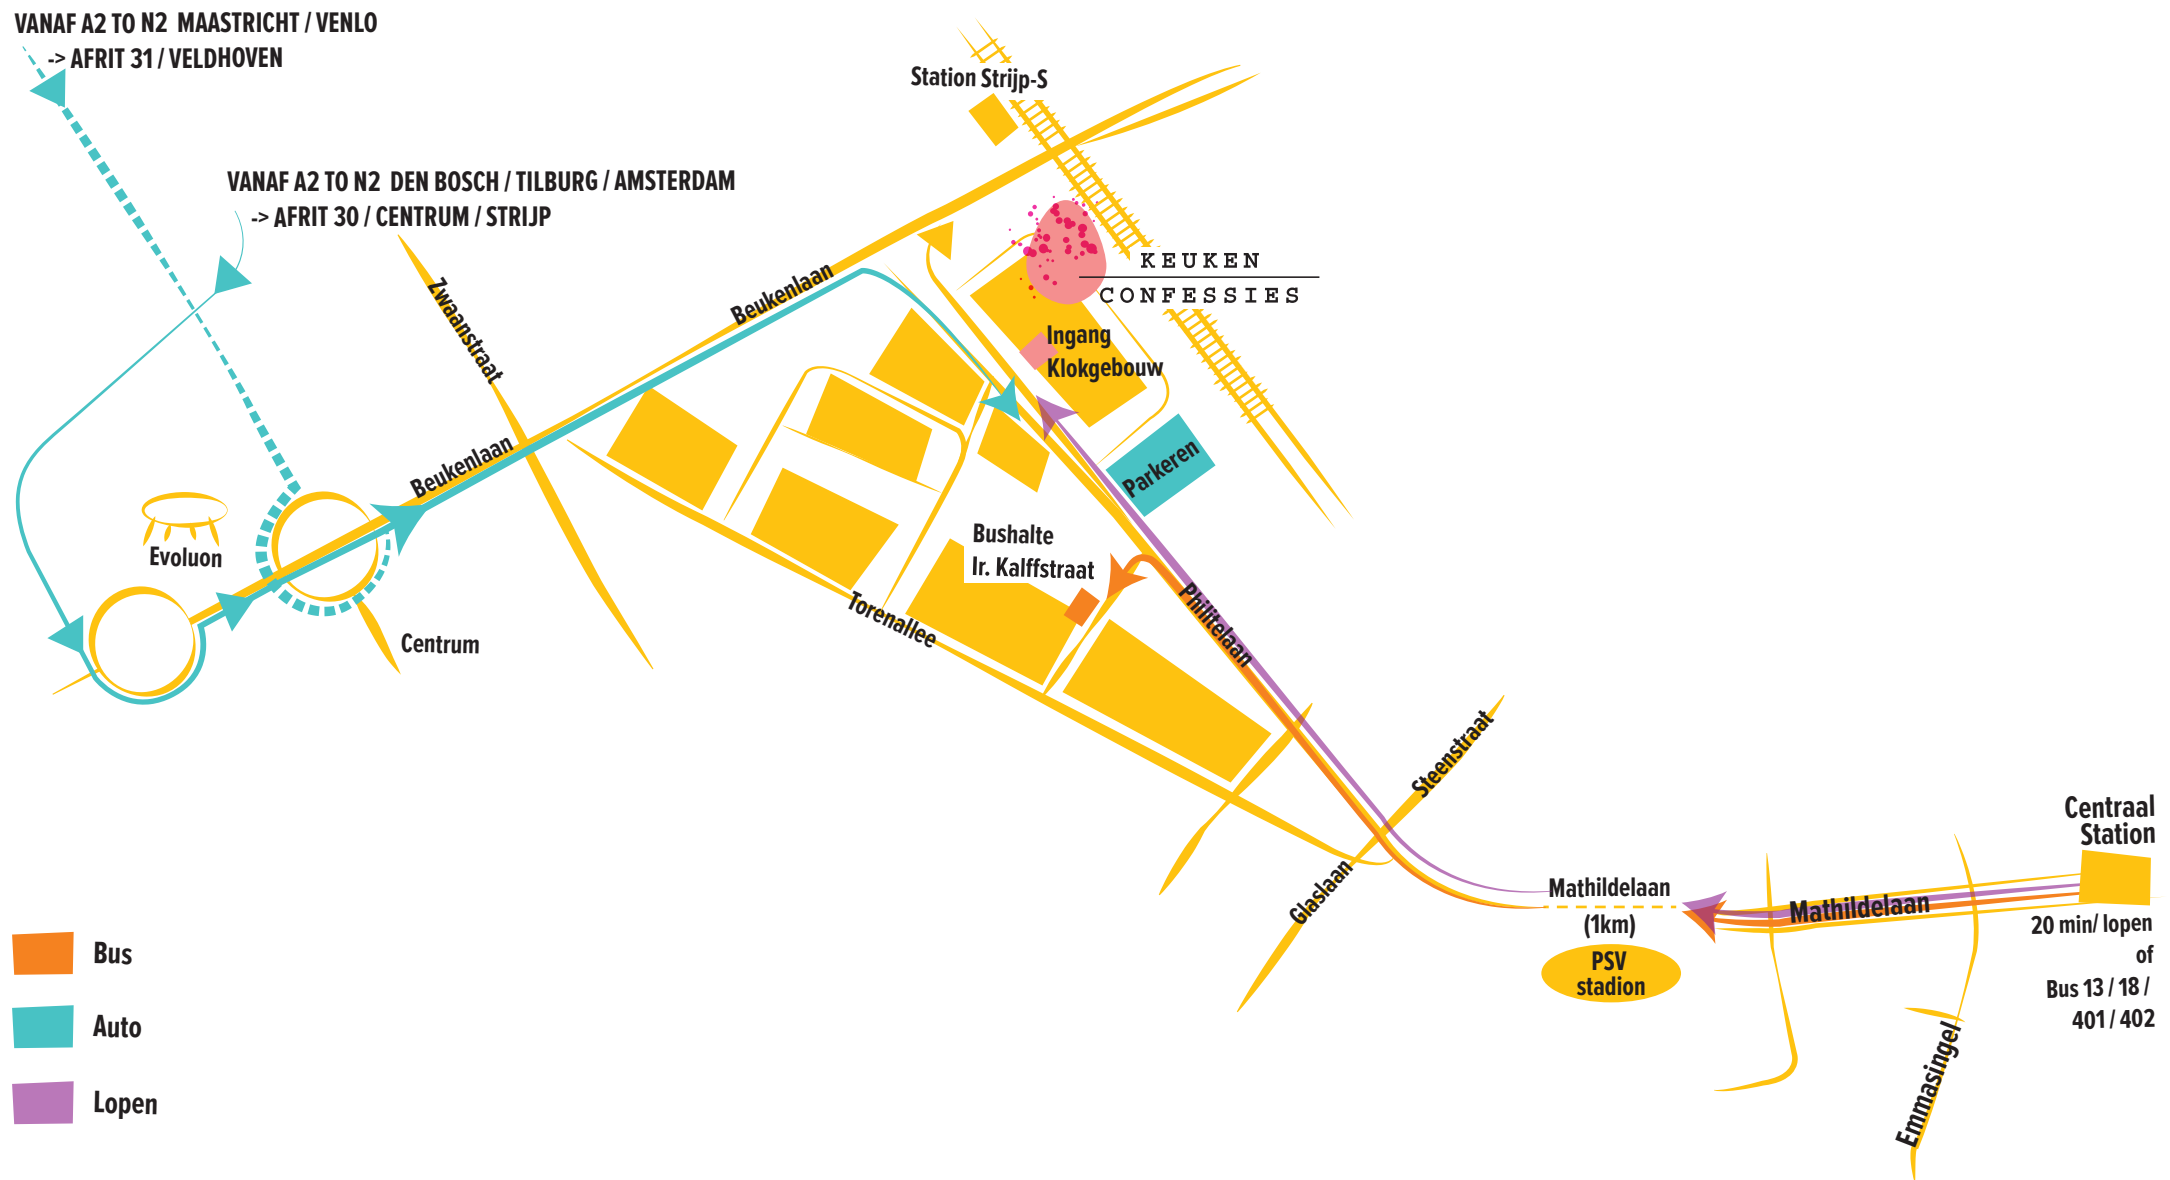 VANAF A2 TO N2 MAASTRICHT / VENLO
-> AFRIT 31 / VELDHOVEN
VANAF A2 TO N2 DEN BOSCH / TILBURG / AMSTERDAM
-> AFRIT 30 / CENTRUM / STRIJP
Station Strijp-S
KEUKEN
CONFESSIES
Zwaanstraat
Beukenlaan
Ingang
Klokgebouw
Beukenlaan
Parkeren
Evoluon
Bushalte
Ir. Kalffstraat
Centrum
Torenallee
Philitelaan
Steenstraat
Glaslaan
Mathildelaan
(1km)
PSV
stadion
Mathildelaan
Centraal
Station
20 min/ lopen
of
Bus 13 / 18 /
401 / 402
Emmasingel
Bus
Auto
Lopen